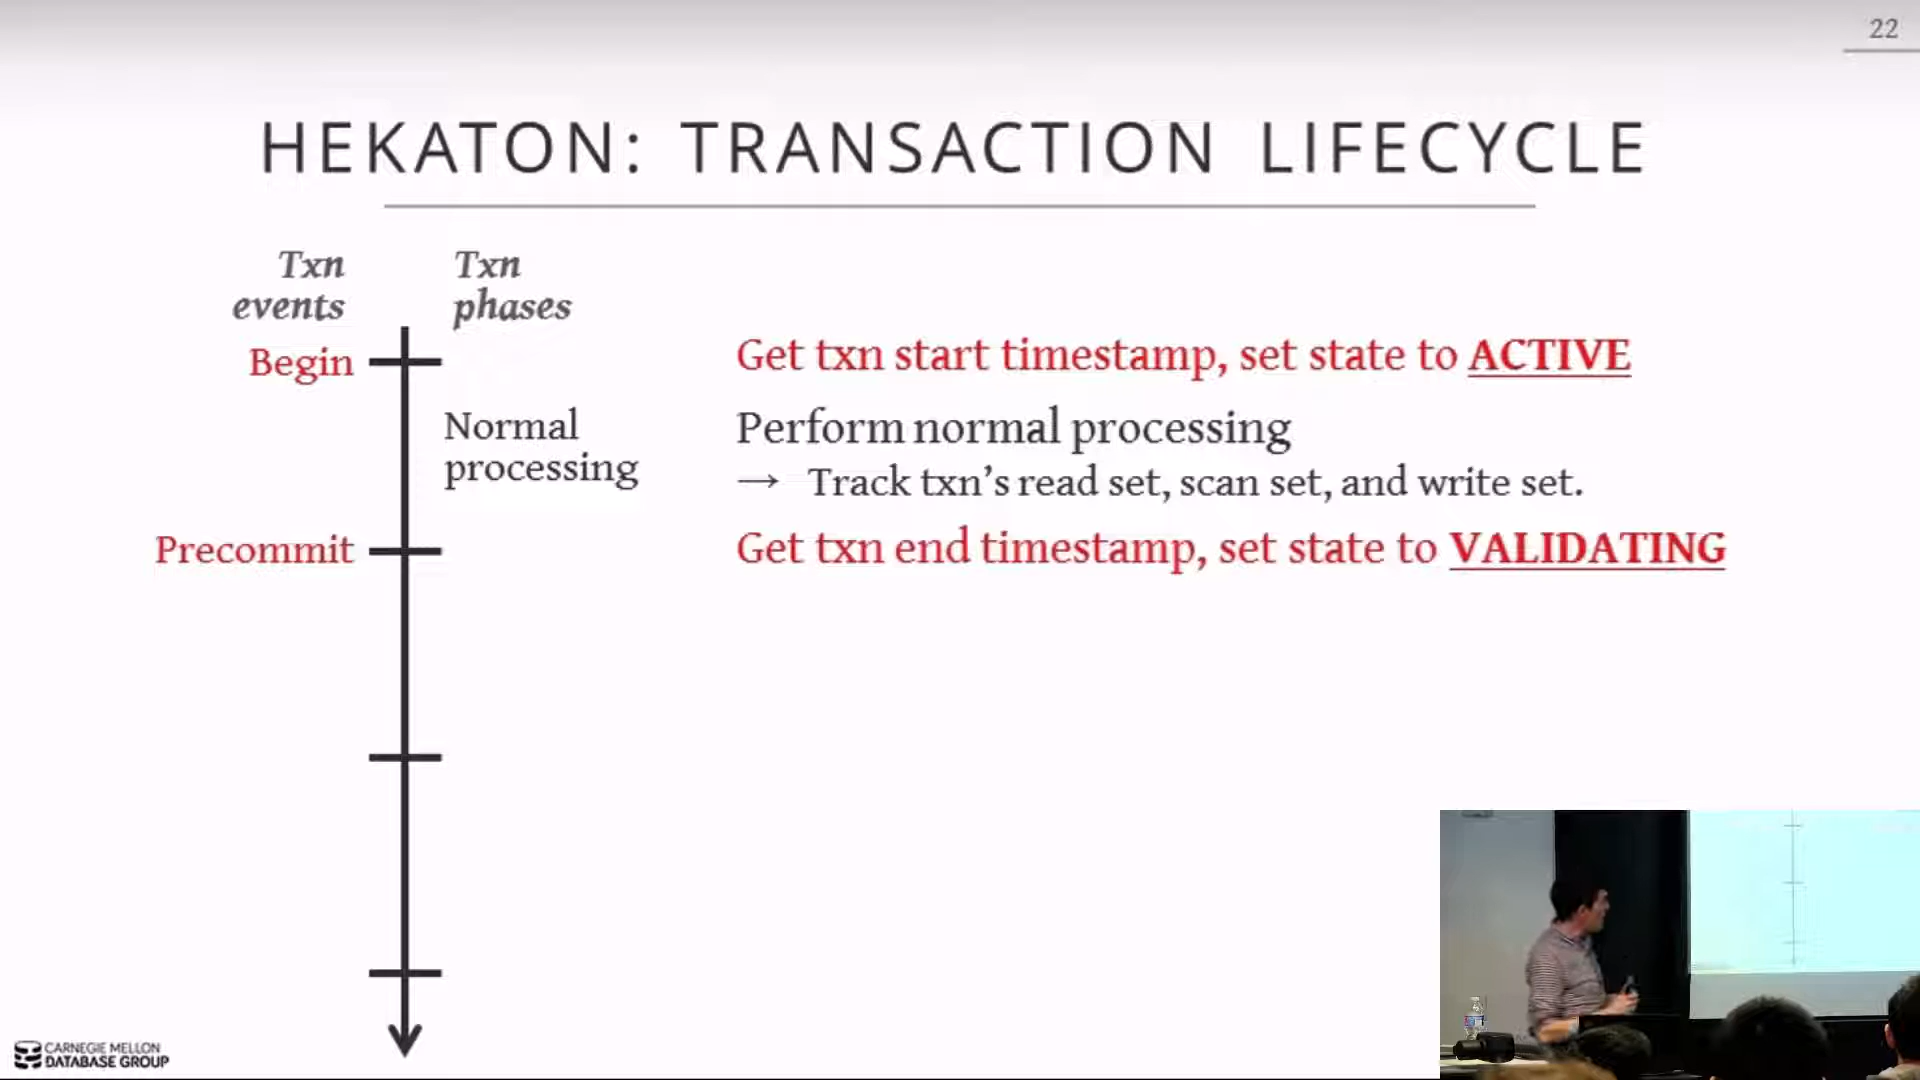 22
HEKATON: TRANSACTION LIFECYCLE
Txn
events
Txn
phases
Begin
Get txn start timestamp, set state to ACTIVE
Normal
processing
Perform normal processing
→ Track txn’s read set, scan set, and write set.
Precommit
Get txn end timestamp, set state to VALIDATING
CARNEGIE MELLON
DATABASE GROUP